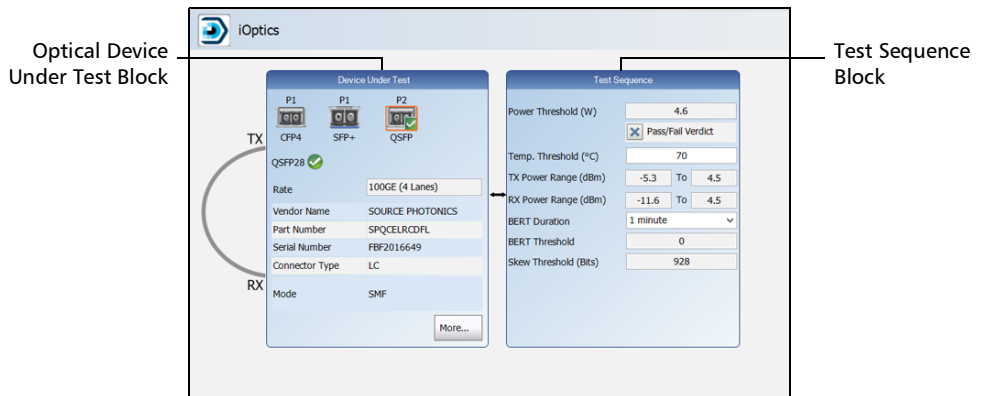 iOptics
Optical Device
Under Test Block
Test Sequence
Block
Device Under Test
P1 P1 P2
CFP4 SFP+ QSFP
TX
QSFP28
Rate 100GE (4 Lanes)
Vendor Name SOURCE PHOTONICS
Part Number SPQCELRCDFL
Serial Number FBF2016649
Connector Type LC
RX
Mode SMF
More...
Test Sequence
Power Threshold (W) 4.6
Pass/Fail Verdict
Temp. Threshold (°C) 70
TX Power Range (dBm) -5.3 To 4.5
RX Power Range (dBm) -11.6 To 4.5
BERT Duration 1 minute
BERT Threshold 0
Skew Threshold (Bits) 928